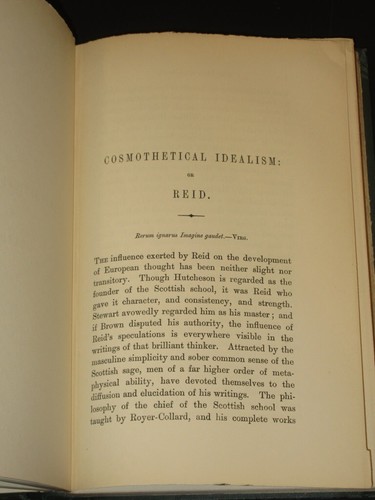 COSMOTHETICAL IDEALISM:
OR
REID.
Rerum ignarus Imagine gaudet.—VIRG.
THE influence exerted by Reid on the development
of European thought has been neither slight nor
transitory. Though Hutcheson is regarded as the
founder of the Scottish school, it was Reid who
gave it character, and consistency, and strength.
Stewart avowedly regarded him as his master; and
if Brown disputed his authority, the influence of
Reid's speculations is everywhere visible in the
writings of that brilliant thinker. Attracted by the
masculine simplicity and sober common sense of the
Scottish sage, men of a far higher order of meta-
physical ability, have devoted themselves to the
diffusion and elucidation of his writings. The phi-
losophy of the chief of the Scottish school was
taught by Royer-Collard, and his complete works